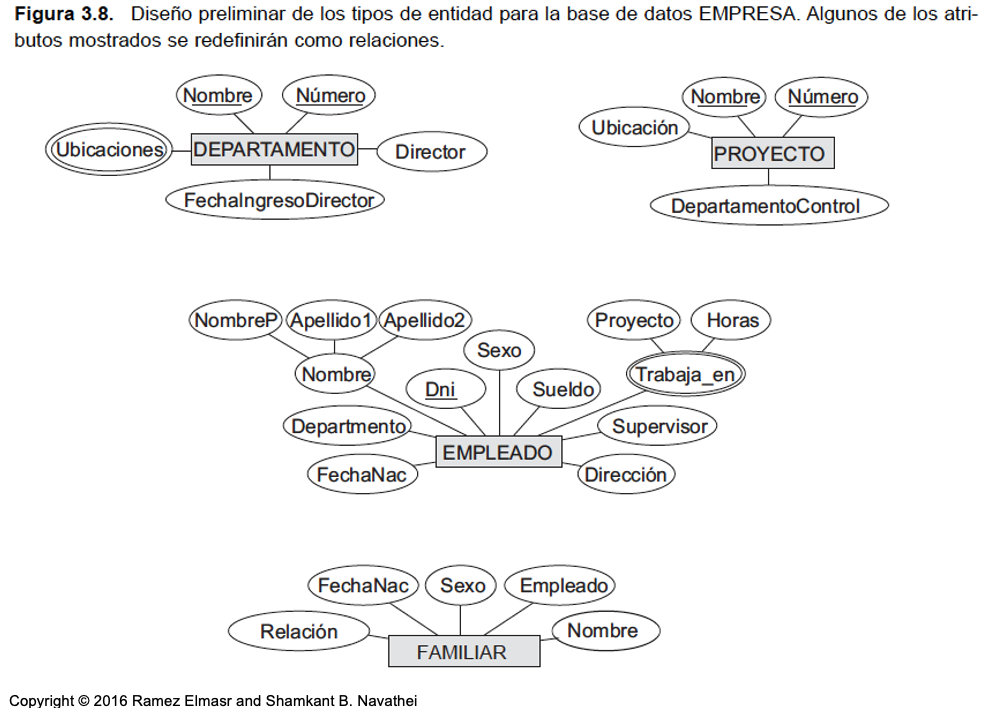 Figura 3.8. Diseño preliminar de los tipos de entidad para la base de datos EMPRESA. Algunos de los atri-
butos mostrados se redefinirán como relaciones.
Nombre
Número
Ubicaciones
DEPARTAMENTO
Director
FechaIngresoDirector
Nombre
Número
Ubicación
PROYECTO
DepartamentoControl
NombreP
Apellido1
Apellido2
Nombre
Sexo
Dni
Sueldo
Proyecto
Horas
Trabaja_en
Departmento
EMPLEADO
Supervisor
FechaNac
Dirección
FechaNac
Sexo
Empleado
Relación
FAMILIAR
Nombre
Copyright © 2016 Ramez Elmasr and Shamkant B. Navathei